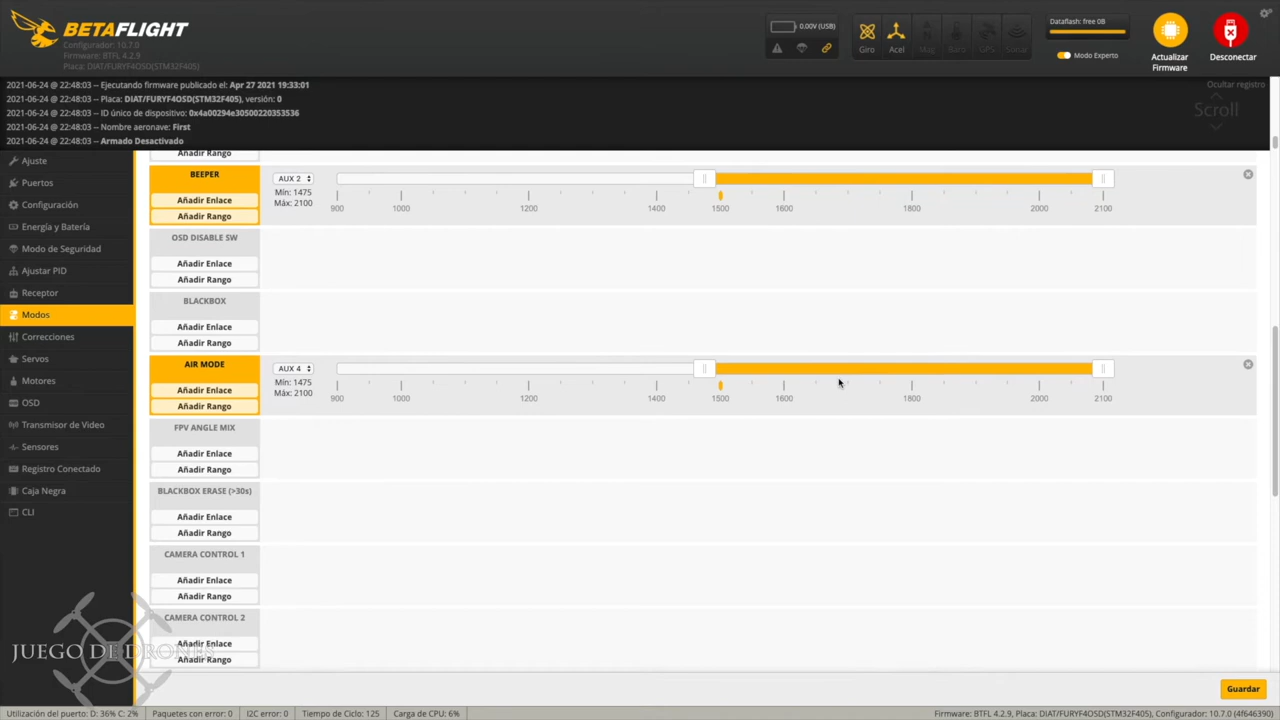 BETAFLIGHT
Configurador: 10.7.0
Firmware: BTFL 4.2.9
Placa: DIAT/FURYF4OSD(STM32F405)
0.00V (USB)
Giro
Acel
Mag
Baro
GPS
Sonar
Dataflash: free 0B
Modo Experto
Actualizar
Firmware
Desconectar
2021-06-24 @ 22:48:03 -- Ejecutando firmware publicado el: Apr 27 2021 19:33:01
2021-06-24 @ 22:48:03 -- Placa: DIAT/FURYF4OSD(STM32F405), versión: 0
2021-06-24 @ 22:48:03 -- ID único de dispositivo: 0x4a00294e30500220353536
2021-06-24 @ 22:48:03 -- Nombre aeronave: First
2021-06-24 @ 22:48:03 -- Armado Desactivado
Ocultar registro
Scroll
Ajuste
Puertos
Configuración
Energía y Batería
Modo de Seguridad
Ajustar PID
Receptor
Modos
Correcciones
Servos
Motores
OSD
Transmisor de Video
Sensores
Registro Conectado
Caja Negra
CLI
Añadir Rango
BEEPER
Añadir Enlace
Añadir Rango
AUX 2
Mín: 1475
Máx: 2100
900 1000 1200 1400 1500 1600 1800 2000 2100
OSD DISABLE SW
Añadir Enlace
Añadir Rango
BLACKBOX
Añadir Enlace
Añadir Rango
AIR MODE
Añadir Enlace
Añadir Rango
AUX 4
Mín: 1475
Máx: 2100
900 1000 1200 1400 1500 1600 1800 2000 2100
FPV ANGLE MIX
Añadir Enlace
Añadir Rango
BLACKBOX ERASE (>30s)
Añadir Enlace
Añadir Rango
CAMERA CONTROL 1
Añadir Enlace
Añadir Rango
CAMERA CONTROL 2
Añadir Enlace
Añadir Rango
JUEGO DE DRONES
Guardar
Utilización del puerto: D: 36% C: 2%
Paquetes con error: 0
I2C error: 0
Tiempo de Ciclo: 125
Carga de CPU: 6%
Firmware: BTFL 4.2.9, Placa: DIAT/FURYF4OSD(STM32F405), Configurador: 10.7.0 (4f646390)